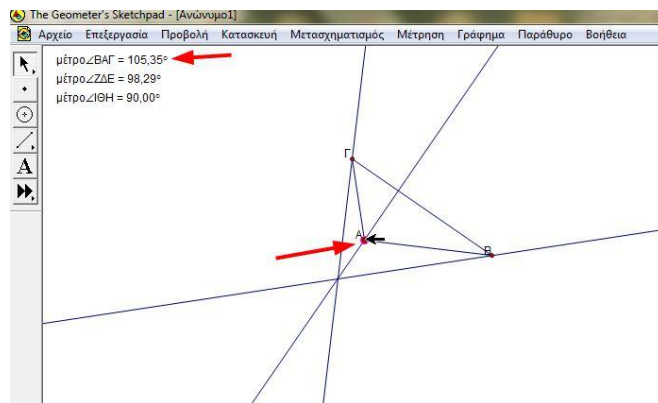 The Geometer's Sketchpad - [Ανώνυμο1]
Αρχείο Επεξεργασία Προβολή Κατασκευή Μετασχηματισμός Μέτρηση Γράφημα Παράθυρο Βοήθεια
μέτρο∠ΒΑΓ = 105,35°
μέτρο∠ΖΔΕ = 98,29°
μέτρο∠ΙΘΗ = 90,00°
A
Γ
Α
Β